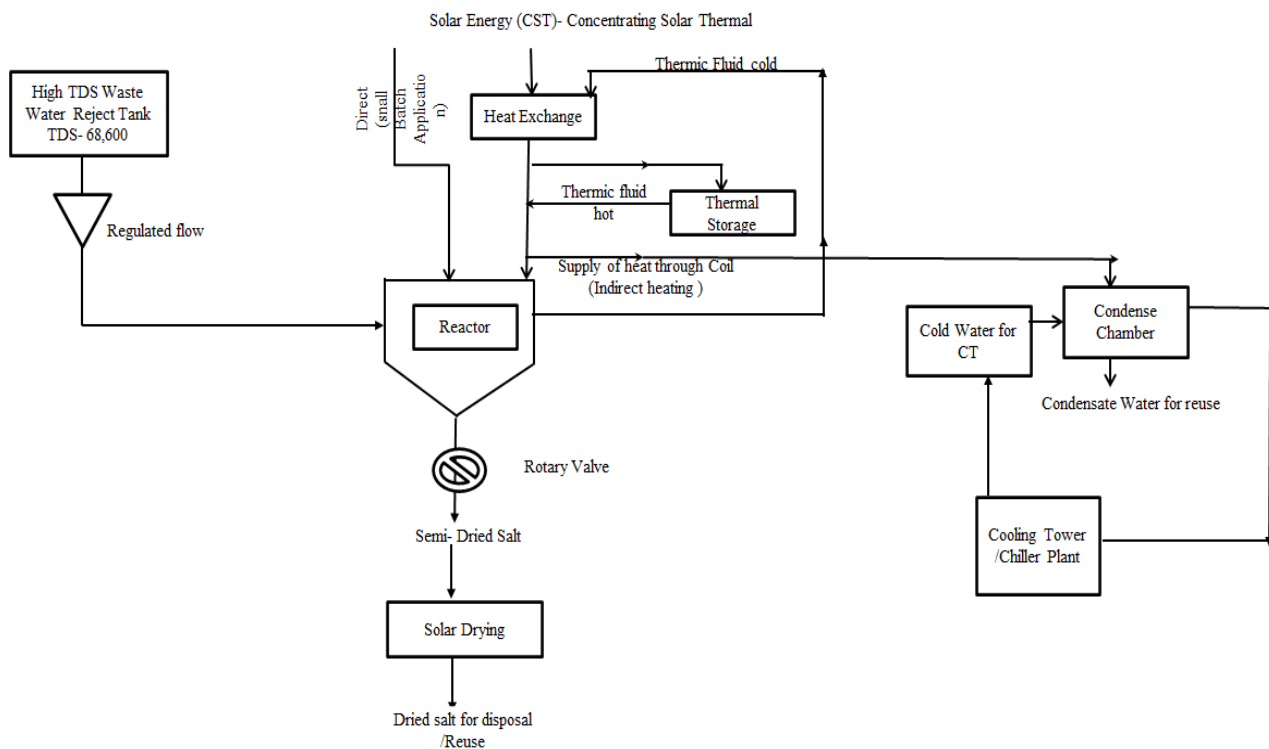 Solar Energy (CST)- Concentrating Solar Thermal
Thermic Fluid cold
High TDS Waste
Water Reject Tank
TDS- 68,600
Direct
(snall
Batch
Applicatio
n)
Heat Exchange
Thermic fluid
hot
Thermal
Storage
Regulated flow
Supply of heat through Coil
(Indirect heating )
Reactor
Cold Water for
CT
Condense
Chamber
Condensate Water for reuse
Rotary Valve
Semi- Dried Salt
Cooling Tower
/Chiller Plant
Solar Drying
Dried salt for disposal
/Reuse